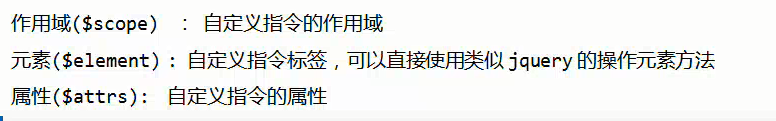 作用域($scope) : 自定义指令的作用域
元素($element) : 自定义指令标签，可以直接使用类似jquery的操作元素方法
属性($attrs): 自定义指令的属性